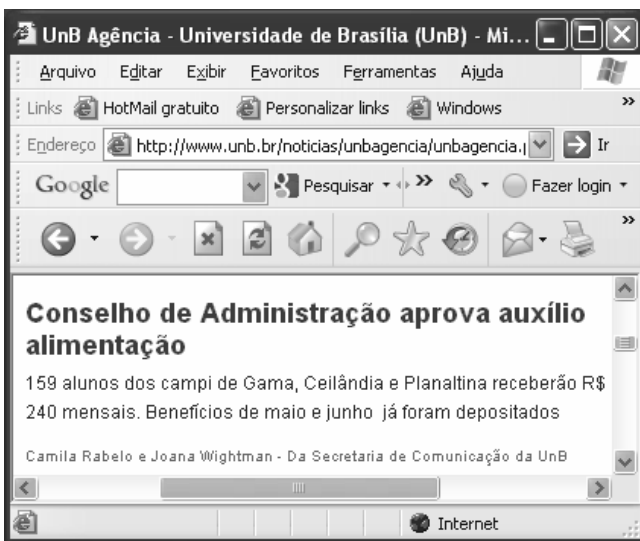 UnB Agência - Universidade de Brasília (UnB) - Mi...
Arquivo Editar Exibir Favoritos Ferramentas Ajuda
Links HotMail gratuito Personalizar links Windows »
Endereço http://www.unb.br/noticias/unbagencia/unbagencia.p Ir
Google Pesquisar » Fazer login
»
Conselho de Administração aprova auxílio
alimentação
159 alunos dos campi de Gama, Ceilândia e Planaltina receberão R$
240 mensais. Benefícios de maio e junho já foram depositados
Camila Rabelo e Joana Wightman - Da Secretaria de Comunicação da UnB
Internet